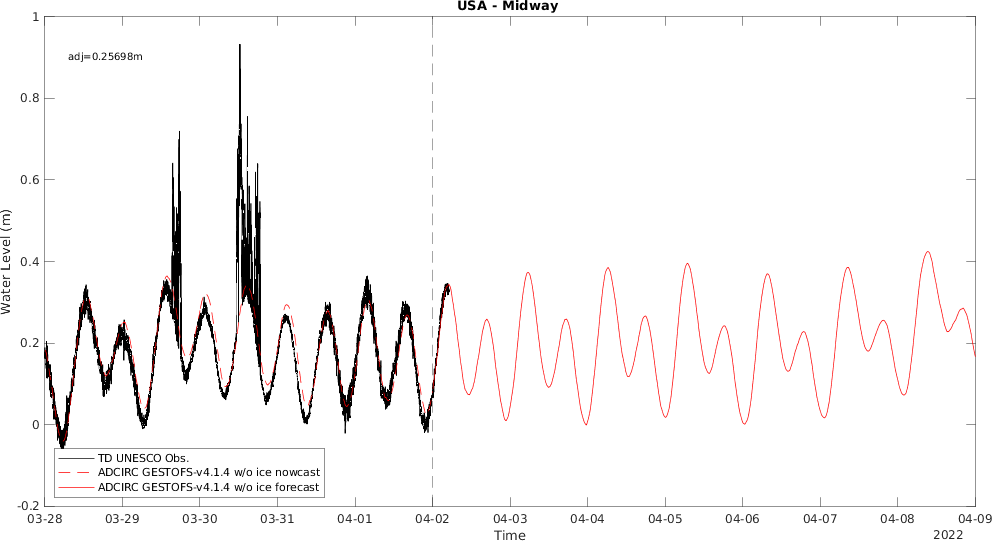 USA - Midway
adj=0.25698m
Water Level (m)
1
0.8
0.6
0.4
0.2
0
-0.2
TD UNESCO Obs.
ADCIRC GESTOFS-v4.1.4 w/o ice nowcast
ADCIRC GESTOFS-v4.1.4 w/o ice forecast
03-28 03-29 03-30 03-31 04-01 04-02 04-03 04-04 04-05 04-06 04-07 04-08 04-09
Time
2022